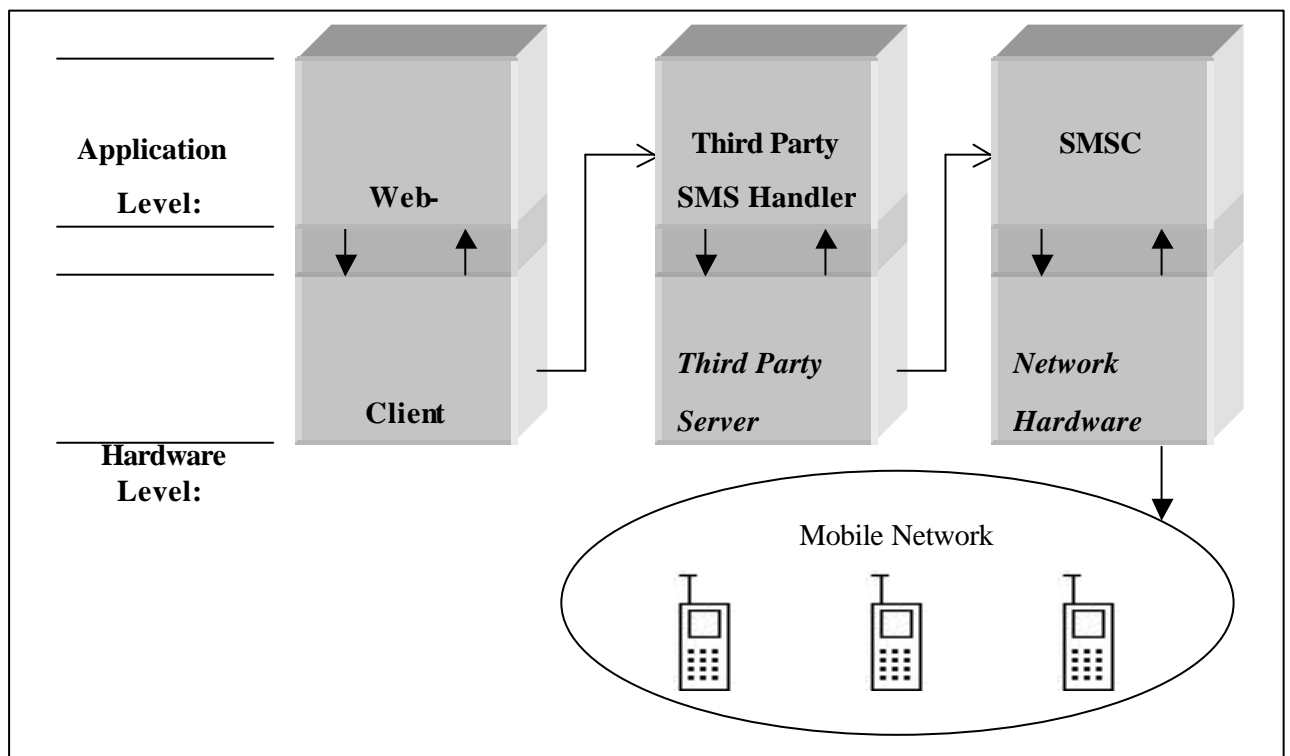 Application
Level:
Web-
Third Party
SMS Handler
SMSC
Client
Third Party
Server
Network
Hardware
Hardware
Level:
Mobile Network